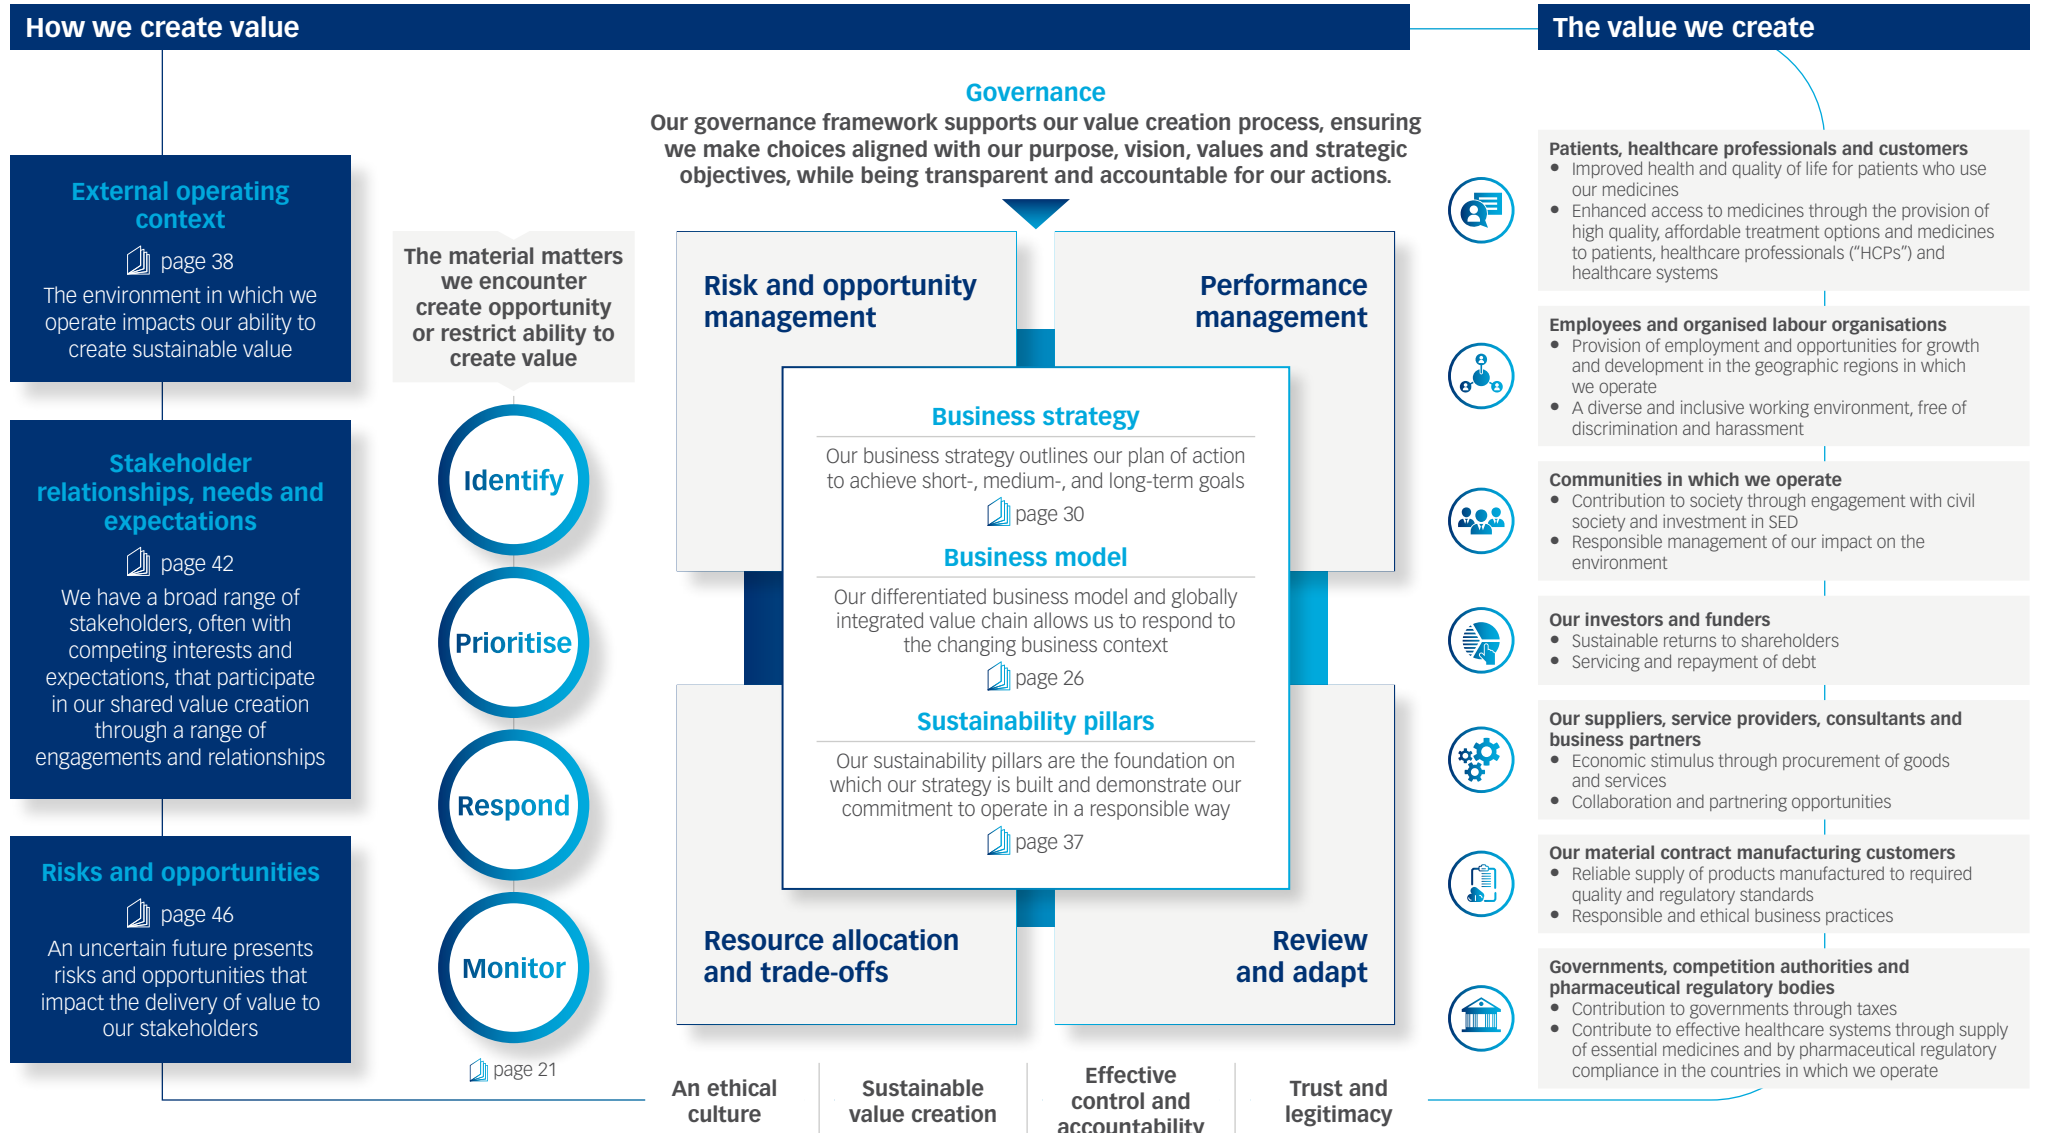 How we create value
External operating
context
page 38
The environment in which we
operate impacts our ability to
create sustainable value
Stakeholder
relationships, needs and
expectations
page 42
We have a broad range of
stakeholders, often with
competing interests and
expectations, that participate
in our shared value creation
through a range of
engagements and relationships
Risks and opportunities
page 46
An uncertain future presents
risks and opportunities that
impact the delivery of value to
our stakeholders
The material matters
we encounter
create opportunity
or restrict ability to
create value
Identify
Prioritise
Respond
Monitor
page 21
Governance
Our governance framework supports our value creation process, ensuring
we make choices aligned with our purpose, vision, values and strategic
objectives, while being transparent and accountable for our actions.
Risk and opportunity
management
Performance
management
Business strategy
Our business strategy outlines our plan of action
to achieve short-, medium-, and long-term goals
page 30
Business model
Our differentiated business model and globally
integrated value chain allows us to respond to
the changing business context
page 26
Sustainability pillars
Our sustainability pillars are the foundation on
which our strategy is built and demonstrate our
commitment to operate in a responsible way
page 37
Resource allocation
and trade-offs
Review
and adapt
An ethical
culture
Sustainable
value creation
Effective
control and
accountability
Trust and
legitimacy
The value we create
Patients, healthcare professionals and customers
• Improved health and quality of life for patients who use
our medicines
• Enhanced access to medicines through the provision of
high quality, affordable treatment options and medicines
to patients, healthcare professionals (“HCPs”) and
healthcare systems
Employees and organised labour organisations
• Provision of employment and opportunities for growth
and development in the geographic regions in which
we operate
• A diverse and inclusive working environment, free of
discrimination and harassment
Communities in which we operate
• Contribution to society through engagement with civil
society and investment in SED
• Responsible management of our impact on the
environment
Our investors and funders
• Sustainable returns to shareholders
• Servicing and repayment of debt
Our suppliers, service providers, consultants and
business partners
• Economic stimulus through procurement of goods
and services
• Collaboration and partnering opportunities
Our material contract manufacturing customers
• Reliable supply of products manufactured to required
quality and regulatory standards
• Responsible and ethical business practices
Governments, competition authorities and
pharmaceutical regulatory bodies
• Contribution to governments through taxes
• Contribute to effective healthcare systems through supply
of essential medicines and by pharmaceutical regulatory
compliance in the countries in which we operate